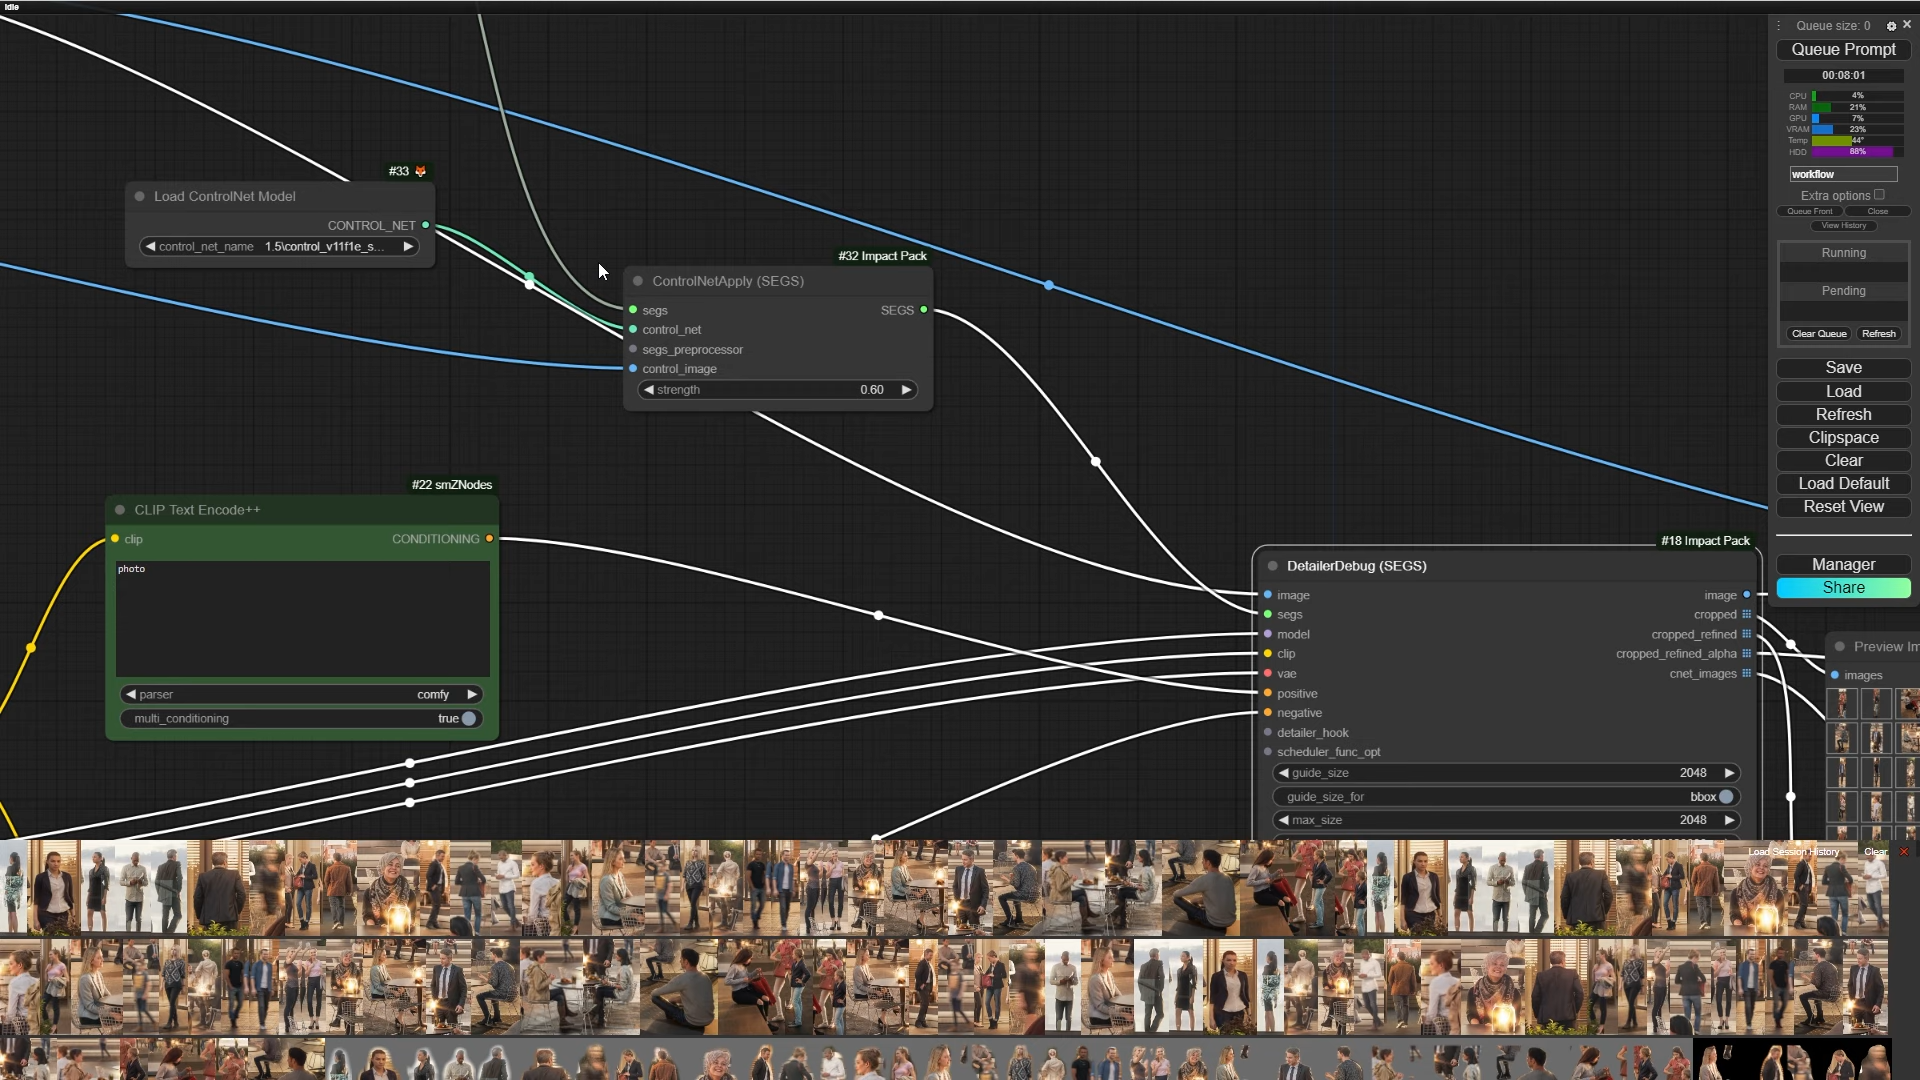 Idle
Queue size: 0
Queue Prompt
00:08:01
CPU 4%
RAM 21%
GPU 7%
VRAM 23%
Temp 44°
HDD 88%
workflow
Extra options
Queue Front Close
View History
Running
Pending
Clear Queue Refresh
Save
Load
Refresh
Clipspace
Clear
Load Default
Reset View
Manager
Share
#33
Load ControlNet Model
CONTROL_NET
control_net_name 1.5\control_v11f1e_s...
#32 Impact Pack
ControlNetApply (SEGS)
segs SEGS
control_net
segs_preprocessor
control_image
strength 0.60
#22 smZNodes
CLIP Text Encode++
clip CONDITIONING
photo
parser comfy
multi_conditioning true
#18 Impact Pack
DetailerDebug (SEGS)
image image
segs cropped
model cropped_refined
clip cropped_refined_alpha
vae cnet_images
positive
negative
detailer_hook
scheduler_func_opt
guide_size 2048
guide_size_for bbox
max_size 2048
Preview Im
images
Load Session History Clear